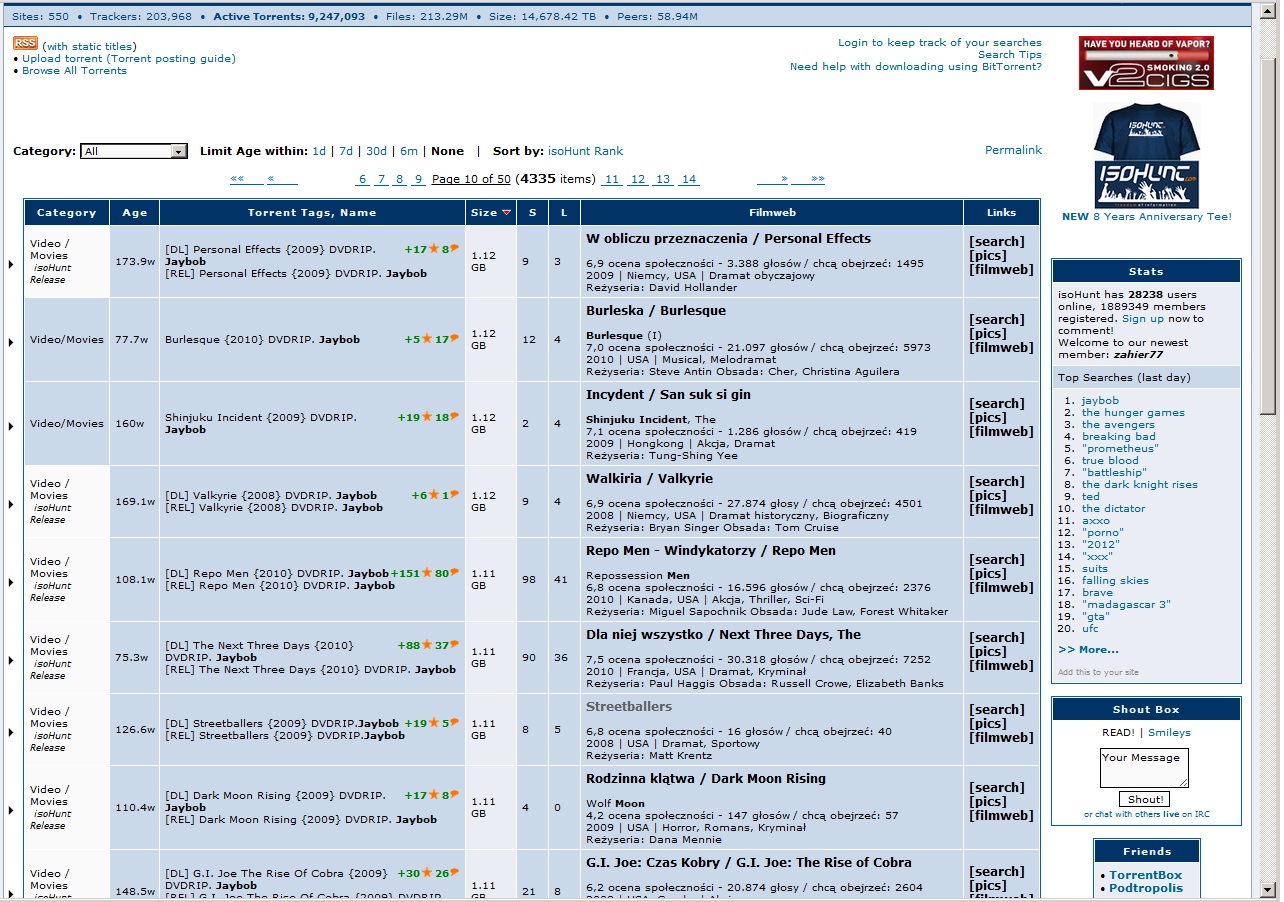 Sites: 550 • Trackers: 203,968 • Active Torrents: 9,247,093 • Files: 213.29M • Size: 14,678.42 TB • Peers: 58.94M
RSS (with static titles)
• Upload torrent (Torrent posting guide)
• Browse All Torrents
Login to keep track of your searches
Search Tips
Need help with downloading using BitTorrent?
HAVE YOU HEARD OF VAPOR?
SMOKING 2.0
V2CIGS
ISOHUNT
ISOHUNT.com
NEW 8 Years Anniversary Tee!
Category: All Limit Age within: 1d | 7d | 30d | 6m | None | Sort by: isoHunt Rank
Permalink
«« « 6 7 8 9 Page 10 of 50 (4335 items) 11 12 13 14 » »»
Category Age Torrent Tags, Name Size S L Filmweb Links
Video /
Movies
isoHunt
Release
173.9w
[DL] Personal Effects {2009} DVDRIP. +17 8
Jaybob
[REL] Personal Effects {2009} DVDRIP. Jaybob
1.12
GB
9 3
W obliczu przeznaczenia / Personal Effects
6,9 ocena społeczności - 3.388 głosów / chcą obejrzeć: 1495
2009 | Niemcy, USA | Dramat obyczajowy
Reżyseria: David Hollander
[search]
[pics]
[filmweb]
Video/Movies 77.7w Burlesque {2010} DVDRIP. Jaybob +5 17
1.12
GB
12 4
Burleska / Burlesque
Burlesque (I)
7,0 ocena społeczności - 21.097 głosów / chcą obejrzeć: 5973
2010 | USA | Musical, Melodramat
Reżyseria: Steve Antin Obsada: Cher, Christina Aguilera
[search]
[pics]
[filmweb]
Video/Movies 160w
Shinjuku Incident {2009} DVDRIP. +19 18
Jaybob
1.12
GB
2 4
Incydent / San suk si gin
Shinjuku Incident, The
7,1 ocena społeczności - 1.286 głosów / chcą obejrzeć: 419
2009 | Hongkong | Akcja, Dramat
Reżyseria: Tung-Shing Yee
[search]
[pics]
[filmweb]
Video /
Movies
isoHunt
Release
169.1w
[DL] Valkyrie {2008} DVDRIP. Jaybob +6 1
[REL] Valkyrie {2008} DVDRIP. Jaybob
1.12
GB
9 4
Walkiria / Valkyrie
6,9 ocena społeczności - 27.874 głosy / chcą obejrzeć: 4501
2008 | Niemcy, USA | Dramat historyczny, Biograficzny
Reżyseria: Bryan Singer Obsada: Tom Cruise
[search]
[pics]
[filmweb]
Video /
Movies
isoHunt
Release
108.1w
[DL] Repo Men {2010} DVDRIP. Jaybob +151 80
[REL] Repo Men {2010} DVDRIP. Jaybob
1.11
GB
98 41
Repo Men - Windykatorzy / Repo Men
Repossession Men
6,8 ocena społeczności - 16.596 głosów / chcą obejrzeć: 2376
2010 | Kanada, USA | Akcja, Thriller, Sci-Fi
Reżyseria: Miguel Sapochnik Obsada: Jude Law, Forest Whitaker
[search]
[pics]
[filmweb]
Video /
Movies
isoHunt
Release
75.3w
[DL] The Next Three Days {2010} +88 37
DVDRIP. Jaybob
[REL] The Next Three Days {2010} DVDRIP. Jaybob
1.11
GB
90 36
Dla niej wszystko / Next Three Days, The
7,5 ocena społeczności - 30.318 głosów / chcą obejrzeć: 7252
2010 | Francja, USA | Dramat, Kryminał
Reżyseria: Paul Haggis Obsada: Russell Crowe, Elizabeth Banks
[search]
[pics]
[filmweb]
Video /
Movies
isoHunt
Release
126.6w
[DL] Streetballers {2009} DVDRIP.Jaybob +19 5
[REL] Streetballers {2009} DVDRIP.Jaybob
1.11
GB
8 5
Streetballers
6,8 ocena społeczności - 16 głosów / chcą obejrzeć: 40
2008 | USA | Dramat, Sportowy
Reżyseria: Matt Krentz
[search]
[pics]
[filmweb]
Video /
Movies
isoHunt
Release
110.4w
[DL] Dark Moon Rising {2009} DVDRIP. +17 8
Jaybob
[REL] Dark Moon Rising {2009} DVDRIP. Jaybob
1.11
GB
4 0
Rodzinna klątwa / Dark Moon Rising
Wolf Moon
4,2 ocena społeczności - 147 głosów / chcą obejrzeć: 57
2009 | USA | Horror, Romans, Kryminał
Reżyseria: Dana Mennie
[search]
[pics]
[filmweb]
Video /
Movies
148.5w
[DL] G.I. Joe The Rise Of Cobra {2009} +30 26
DVDRIP. Jaybob
[REL] G.I. Joe The Rise Of Cobra {2009}
1.11
GB
21 8
G.I. Joe: Czas Kobry / G.I. Joe: The Rise of Cobra
6,2 ocena społeczności - 20.874 głosy / chcą obejrzeć: 2604
[search]
[pics]
[filmweb]
Stats
isoHunt has 28238 users
online, 1889349 members
registered. Sign up now to
comment!
Welcome to our newest
member: zahier77
Top Searches (last day)
1. jaybob
2. the hunger games
3. the avengers
4. breaking bad
5. "prometheus"
6. true blood
7. "battleship"
8. the dark knight rises
9. ted
10. the dictator
11. axxo
12. "porno"
13. "2012"
14. "xxx"
15. suits
16. falling skies
17. brave
18. "madagascar 3"
19. "gta"
20. ufc
>> More...
Add this to your site
Shout Box
READ! | Smileys
Your Message
Shout!
or chat with others live on IRC
Friends
• TorrentBox
• Podtropolis